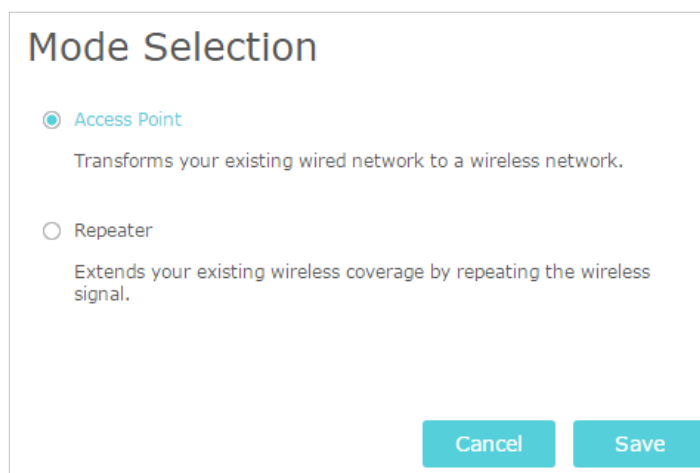 Mode Selection
Access Point
Transforms your existing wired network to a wireless network.
Repeater
Extends your existing wireless coverage by repeating the wireless
signal.
Cancel Save